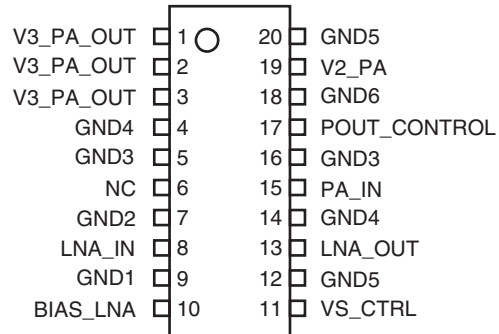 V3_PA_OUT 1 20 GND5
V3_PA_OUT 2 19 V2_PA
V3_PA_OUT 3 18 GND6
GND4 4 17 POUT_CONTROL
GND3 5 16 GND3
NC 6 15 PA_IN
GND2 7 14 GND4
LNA_IN 8 13 LNA_OUT
GND1 9 12 GND5
BIAS_LNA 10 11 VS_CTRL